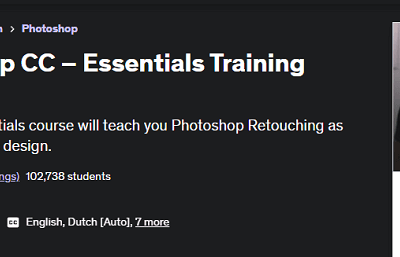 › Photoshop
p CC – Essentials Training
tials course will teach you Photoshop Retouching as
design.
ngs) 102,738 students
CC English, Dutch [Auto], 7 more